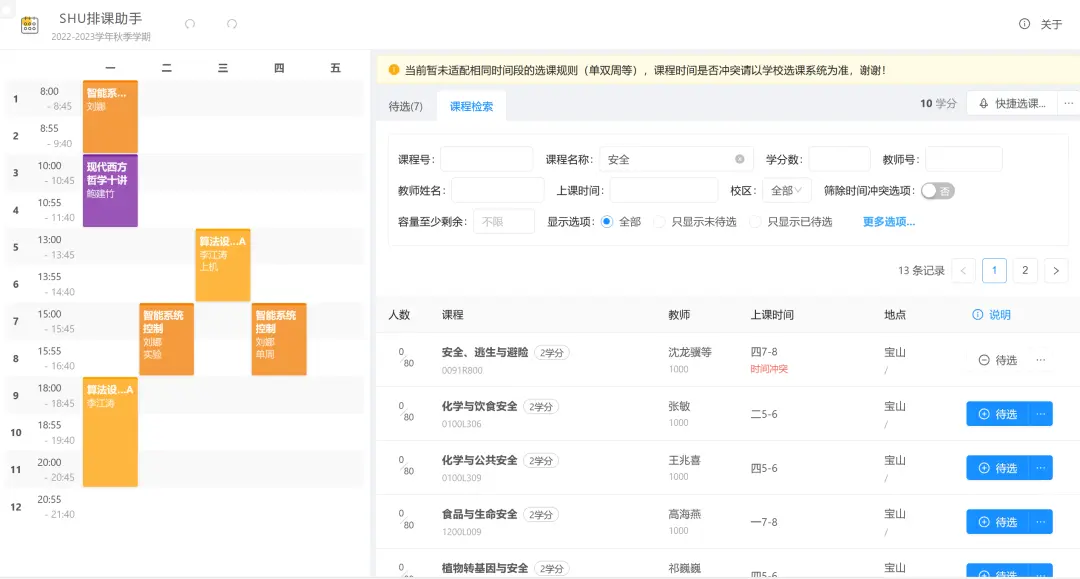 SHU排课助手
2022-2023学年秋季学期
关于
一 二 三 四 五
1 8:00 - 8:45
2 8:55 - 9:40
3 10:00 - 10:45
4 10:55 - 11:40
5 13:00 - 13:45
6 13:55 - 14:40
7 15:00 - 15:45
8 15:55 - 16:40
9 18:00 - 18:45
10 18:55 - 19:40
11 20:00 - 20:45
12 20:55 - 21:40
智能系...
刘娜
现代西方
哲学十讲
鲍建竹
算法设...A
李江涛
上机
智能系统
控制
刘娜
实验
智能系统
控制
刘娜
单周
算法设...A
李江涛
当前暂未适配相同时间段的选课规则（单双周等），课程时间是否冲突请以学校选课系统为准，谢谢！
待选(7) 课程检索 10 学分 快捷选课... ...
课程号: 课程名称: 安全 学分数: 教师号:
教师姓名: 上课时间: 校区: 全部 筛除时间冲突选项: 否
容量至少剩余: 不限 显示选项: 全部 只显示未待选 只显示已待选 更多选项...
13 条记录 < 1 2 >
人数 课程 教师 上课时间 地点 说明
0/80 安全、逃生与避险 2学分 沈龙骧等 四7-8 宝山 待选 ...
0091R800 1000 时间冲突 /
0/80 化学与饮食安全 2学分 张敏 二5-6 宝山 待选 ...
0100L306 1000 /
0/80 化学与公共安全 2学分 王兆喜 四5-6 宝山 待选 ...
0100L309 1000 /
0/80 食品与生命安全 2学分 高海燕 一7-8 宝山 待选 ...
1200L009 1000 /
0 植物转基因与安全 2学分 祁巍巍 四5-6 宝山 待选 ...